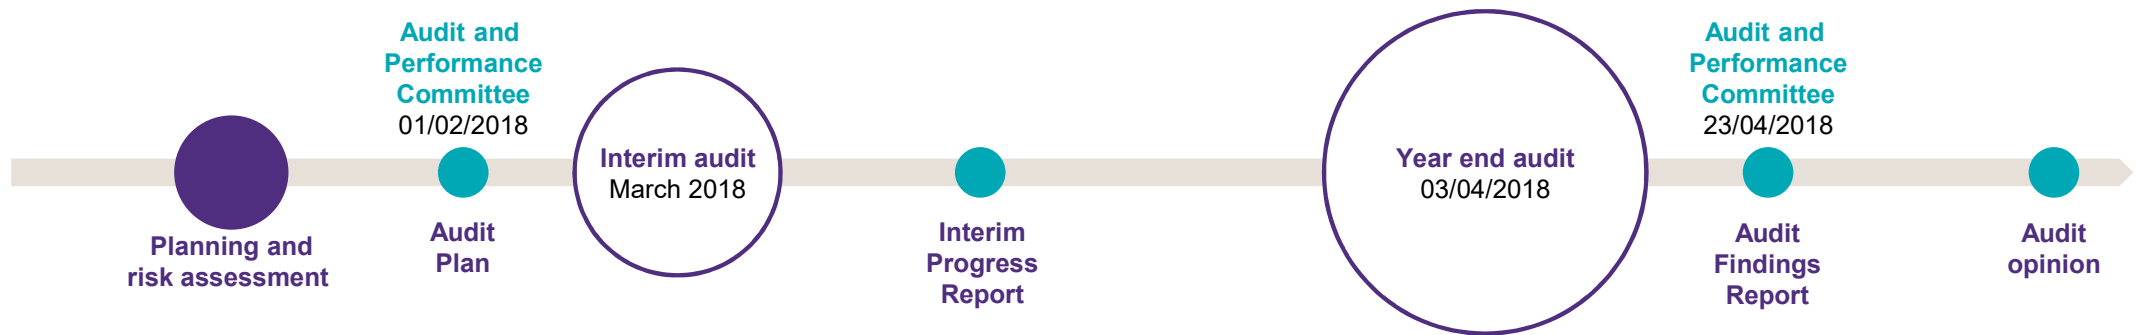 Planning and
risk assessment
Audit and
Performance
Committee
01/02/2018
Audit
Plan
Interim audit
March 2018
Interim
Progress
Report
Year end audit
03/04/2018
Audit and
Performance
Committee
23/04/2018
Audit
Findings
Report
Audit
opinion